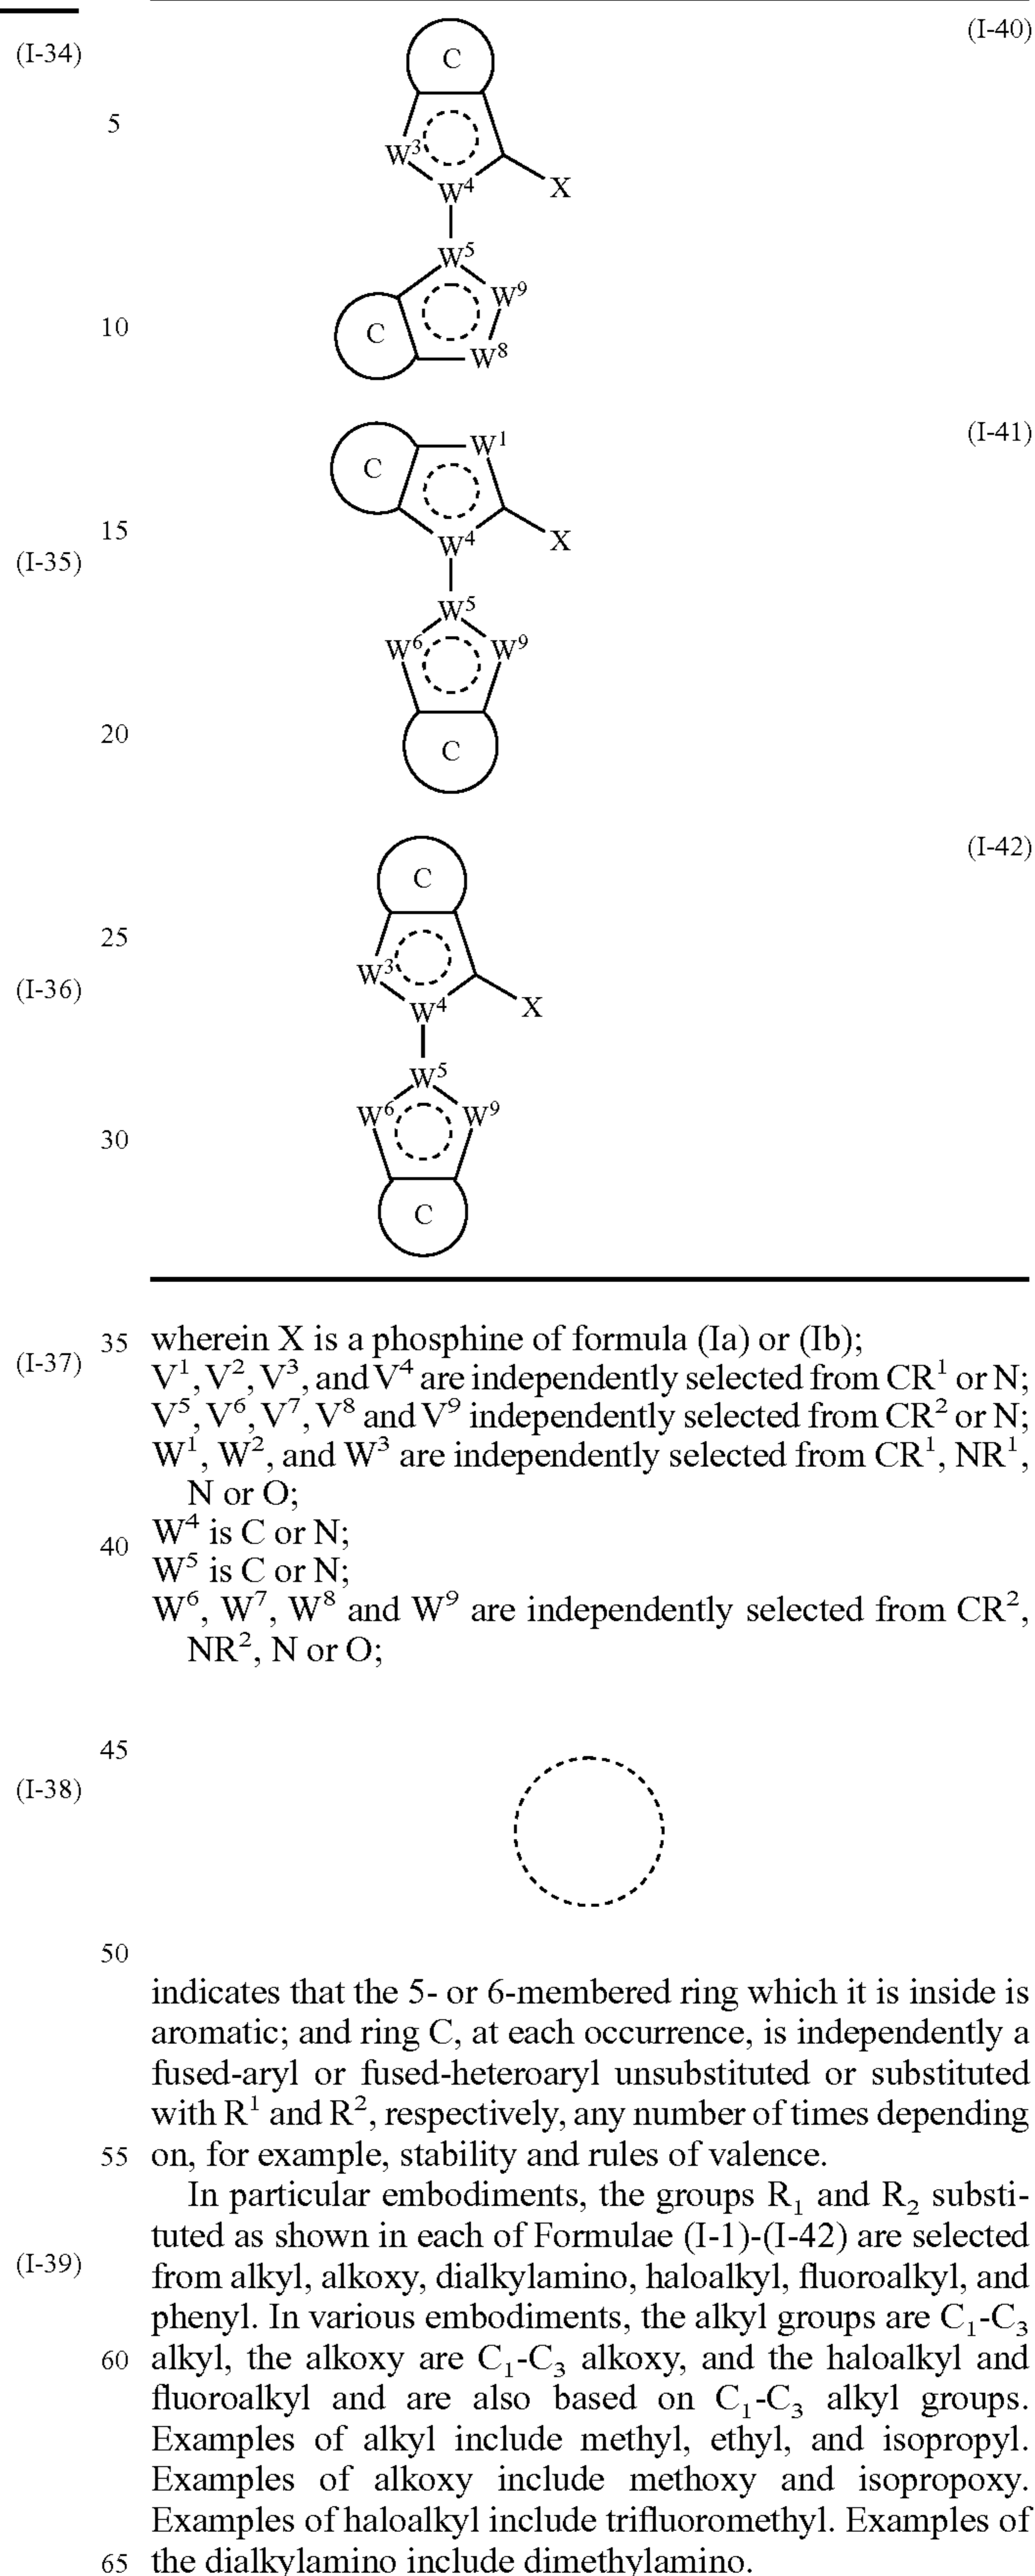 (I-34)
(I-35)
(I-36)
(I-37)
(I-38)
(I-39)
(I-40)
C
5
W³
X
W⁴
W⁵
W⁹
10
C
W⁸
(I-41)
C
W¹
15
W⁴
X
W⁵
W⁶ W⁹
20
C
(I-42)
C
25
W³
W⁴
X
W⁵
W⁶ W⁹
30
C
35 wherein X is a phosphine of formula (Ia) or (Ib);
V¹, V², V³, and V⁴ are independently selected from CR¹ or N;
V⁵, V⁶, V⁷, V⁸ and V⁹ independently selected from CR² or N;
W¹, W², and W³ are independently selected from CR¹, NR¹,
N or O;
40 W⁴ is C or N;
W⁵ is C or N;
W⁶, W⁷, W⁸ and W⁹ are independently selected from CR²,
NR², N or O;
45
50
indicates that the 5- or 6-membered ring which it is inside is
aromatic; and ring C, at each occurrence, is independently a
fused-aryl or fused-heteroaryl unsubstituted or substituted
with R¹ and R², respectively, any number of times depending
55 on, for example, stability and rules of valence.
In particular embodiments, the groups R₁ and R₂ substi-
tuted as shown in each of Formulae (I-1)-(I-42) are selected
from alkyl, alkoxy, dialkylamino, haloalkyl, fluoroalkyl, and
phenyl. In various embodiments, the alkyl groups are C₁-C₃
60 alkyl, the alkoxy are C₁-C₃ alkoxy, and the haloalkyl and
fluoroalkyl and are also based on C₁-C₃ alkyl groups.
Examples of alkyl include methyl, ethyl, and isopropyl.
Examples of alkoxy include methoxy and isopropoxy.
Examples of haloalkyl include trifluoromethyl. Examples of
65 the dialkylamino include dimethylamino.